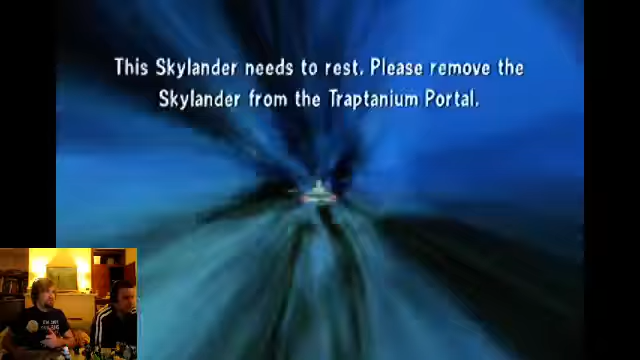 This Skylander needs to rest. Please remove the
Skylander from the Traptanium Portal.